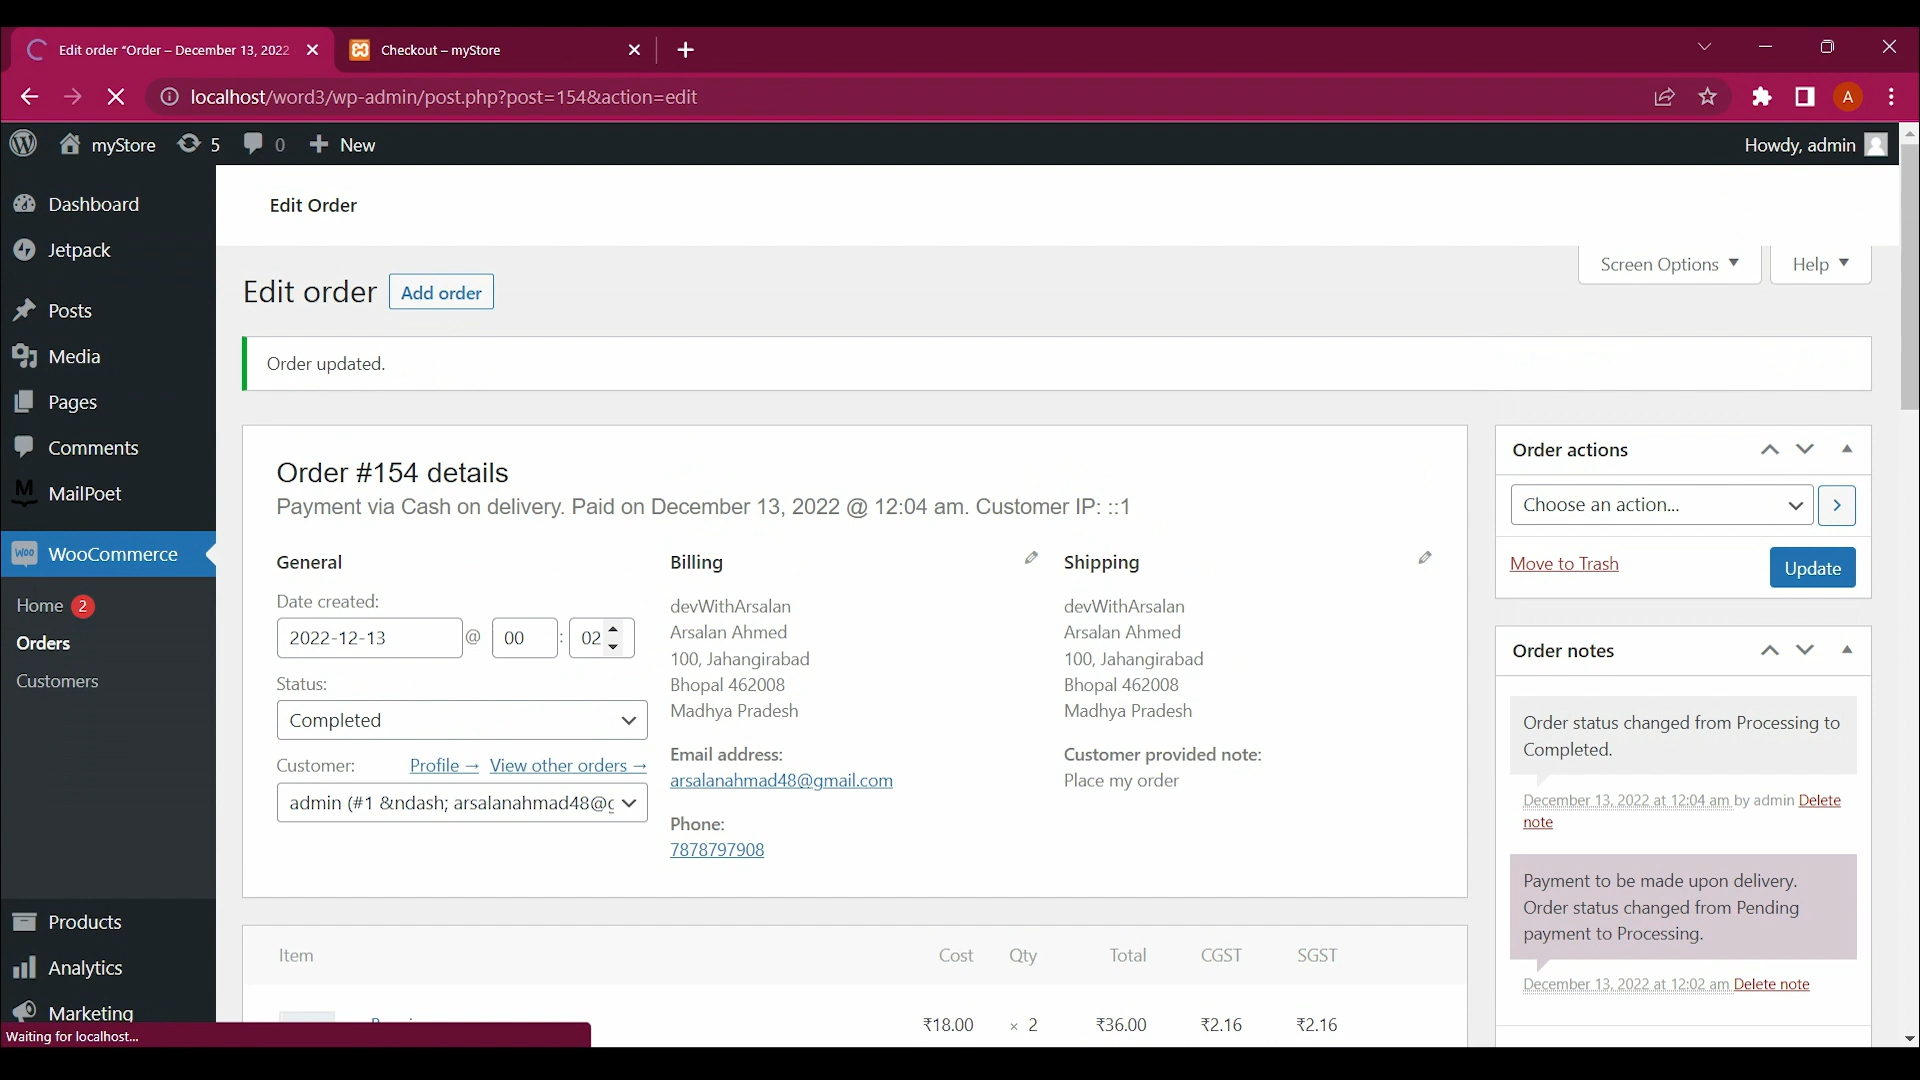 Edit order “Order – December 13, 2022
Checkout – myStore
localhost/word3/wp-admin/post.php?post=154&action=edit
A
myStore
5
0
New
Howdy, admin
Dashboard
Jetpack
Posts
Media
Pages
Comments
M
MailPoet
Woo
WooCommerce
Home 2
Orders
Customers
Products
Analytics
Marketing
Waiting for localhost...
Edit Order
Screen Options
Help
Edit order
Add order
Order updated.
Order #154 details
Payment via Cash on delivery. Paid on December 13, 2022 @ 12:04 am. Customer IP: ::1
General
Date created:
2022-12-13 @ 00 : 02
Status:
Completed
Customer: Profile → View other orders →
admin (#1 &ndash; arsalanahmad48@g
Billing
devWithArsalan
Arsalan Ahmed
100, Jahangirabad
Bhopal 462008
Madhya Pradesh
Email address:
arsalanahmad48@gmail.com
Phone:
7878797908
Shipping
devWithArsalan
Arsalan Ahmed
100, Jahangirabad
Bhopal 462008
Madhya Pradesh
Customer provided note:
Place my order
Item Cost Qty Total CGST SGST
₹18.00 × 2 ₹36.00 ₹2.16 ₹2.16
Order actions
Choose an action...
Move to Trash
Update
Order notes
Order status changed from Processing to
Completed.
December 13, 2022 at 12:04 am by admin Delete
note
Payment to be made upon delivery.
Order status changed from Pending
payment to Processing.
December 13, 2022 at 12:02 am Delete note